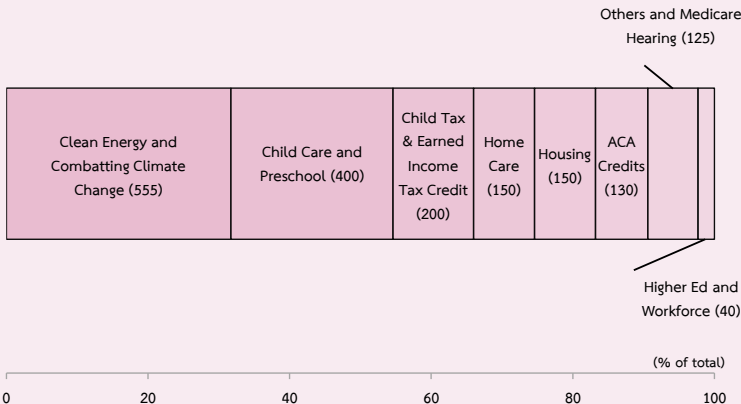 Others and Medicare
Hearing (125)
Clean Energy and
Combatting Climate
Change (555)
Child Care and
Preschool (400)
Child Tax
& Earned
Income
Tax Credit
(200)
Home
Care
(150)
Housing
(150)
ACA
Credits
(130)
Higher Ed and
Workforce (40)
(% of total)
0 20 40 60 80 100